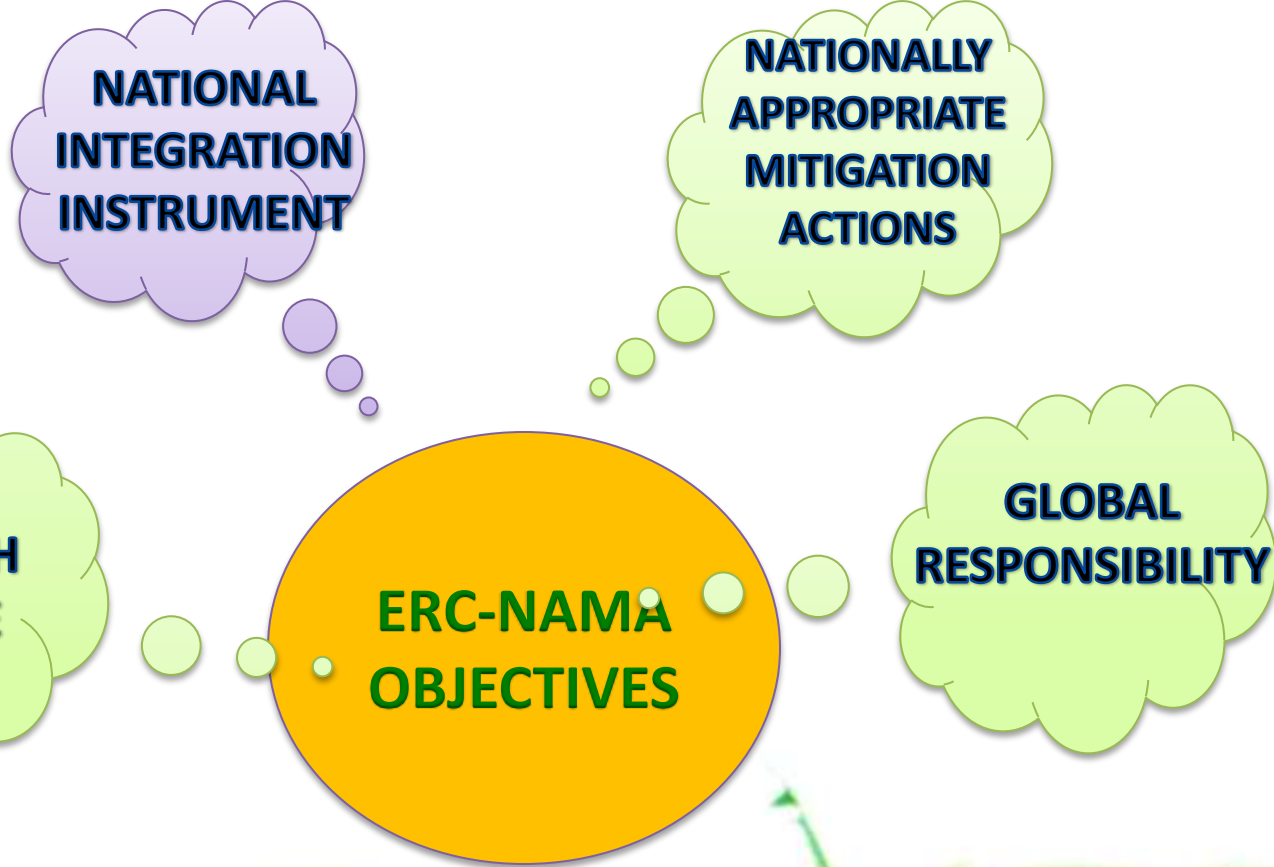 NATIONAL
INTEGRATION
INSTRUMENT
NATIONALLY
APPROPRIATE
MITIGATION
ACTIONS
GLOBAL
RESPONSIBILITY
ERC-NAMA
OBJECTIVES